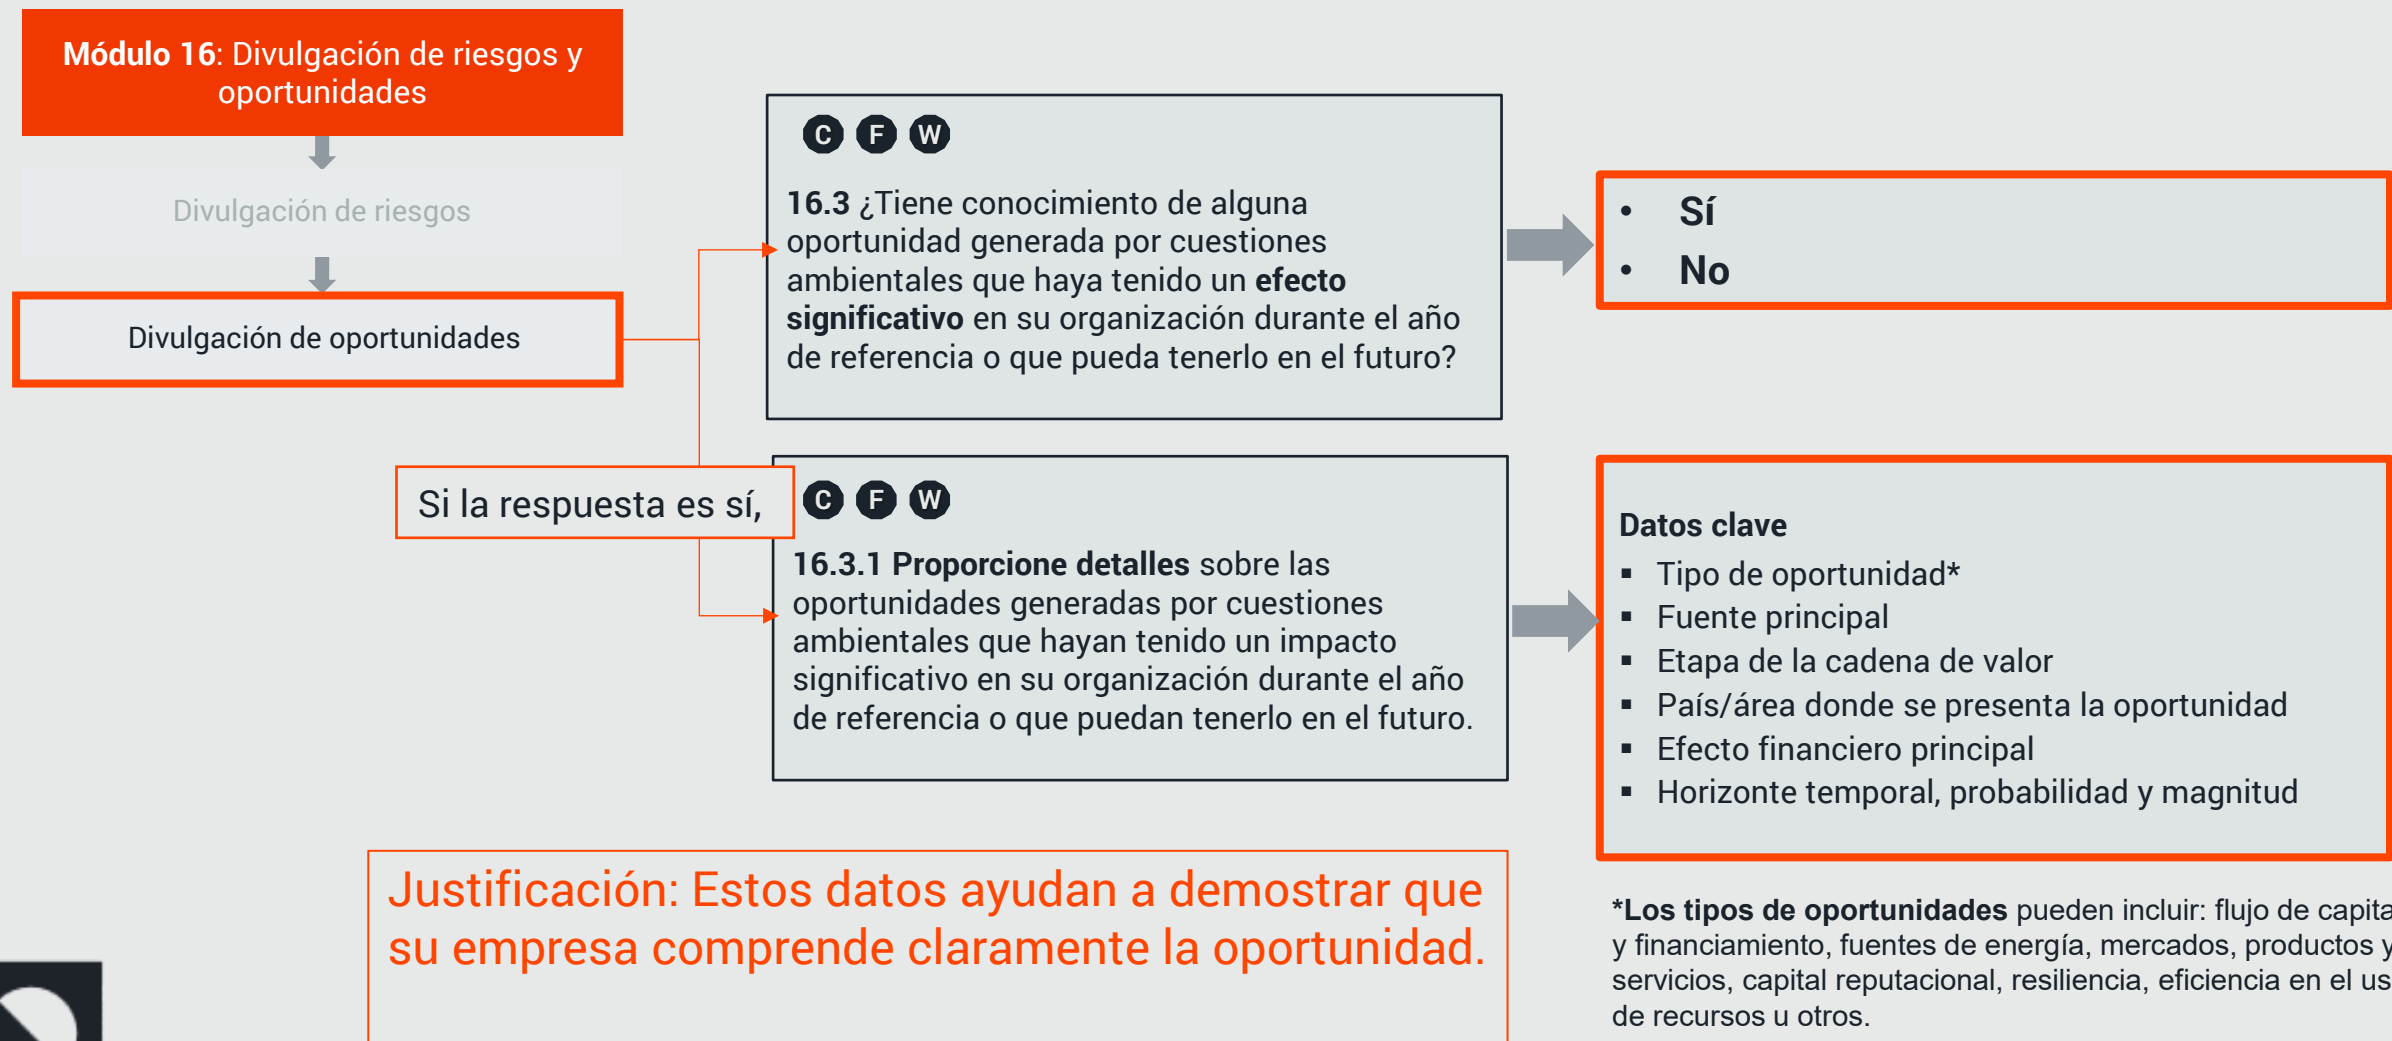 Módulo 16: Divulgación de riesgos y
oportunidades
Divulgación de riesgos
Divulgación de oportunidades
C F W
16.3 ¿Tiene conocimiento de alguna
oportunidad generada por cuestiones
ambientales que haya tenido un efecto
significativo en su organización durante el año
de referencia o que pueda tenerlo en el futuro?
• Sí
• No
Si la respuesta es sí,
C F W
16.3.1 Proporcione detalles sobre las
oportunidades generadas por cuestiones
ambientales que hayan tenido un impacto
significativo en su organización durante el año
de referencia o que puedan tenerlo en el futuro.
Datos clave
▪ Tipo de oportunidad*
▪ Fuente principal
▪ Etapa de la cadena de valor
▪ País/área donde se presenta la oportunidad
▪ Efecto financiero principal
▪ Horizonte temporal, probabilidad y magnitud
Justificación: Estos datos ayudan a demostrar que
su empresa comprende claramente la oportunidad.
*Los tipos de oportunidades pueden incluir: flujo de capita
y financiamiento, fuentes de energía, mercados, productos y
servicios, capital reputacional, resiliencia, eficiencia en el us
de recursos u otros.